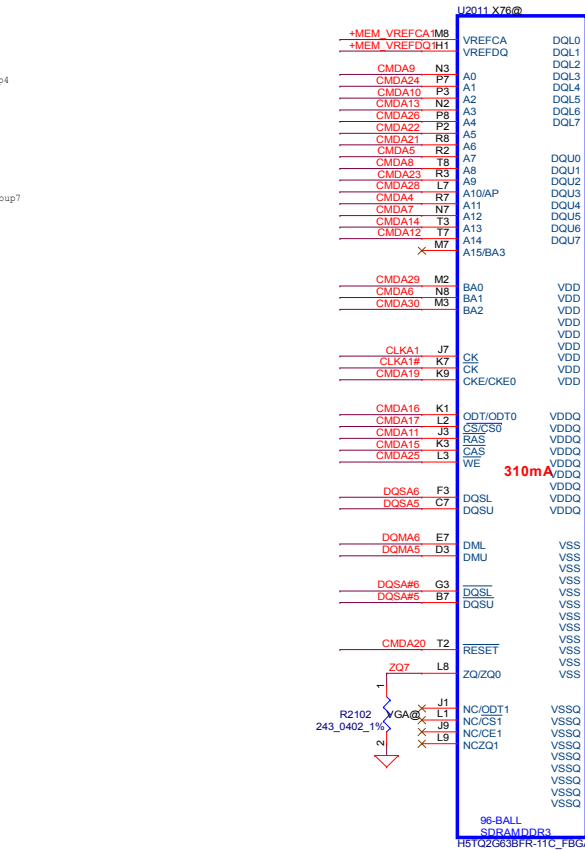 p4
oup7
U2011 X76@
+MEM_VREFCA1 M8 VREFCA DQL0
+MEM_VREFDQ1 H1 VREFDQ DQL1
DQL2
CMDA9 N3 A0 DQL3
CMDA24 P7 A1 DQL4
CMDA10 P3 A2 DQL5
CMDA13 N2 A3 DQL6
CMDA26 P8 A4 DQL7
CMDA22 P2 A5
CMDA21 R8 A6
CMDA5 R2 A7 DQU0
CMDA8 T8 A8 DQU1
CMDA23 R3 A9 DQU2
CMDA28 L7 A10/AP DQU3
CMDA4 R7 A11 DQU4
CMDA7 N7 A12 DQU5
CMDA14 T3 A13 DQU6
CMDA12 T7 A14 DQU7
M7 A15/BA3
CMDA29 M2 BA0 VDD
CMDA6 N8 BA1 VDD
CMDA30 M3 BA2 VDD
VDD
VDD
VDD
CLKA1 J7 CK VDD
CLKA1# K7 CK VDD
CMDA19 K9 CKE/CKE0 VDD
CMDA16 K1 ODT/ODT0 VDDQ
CMDA17 L2 CS/CS0 VDDQ
CMDA11 J3 RAS VDDQ
CMDA15 K3 CAS VDDQ
CMDA25 L3 WE VDDQ
310mA VDDQ
VDDQ
DQSA6 F3 DQSL VDDQ
DQSA5 C7 DQSU VDDQ
DQMA6 E7 DML VSS
DQMA5 D3 DMU VSS
VSS
VSS
DQSA#6 G3 DQSL VSS
DQSA#5 B7 DQSU VSS
VSS
VSS
VSS
CMDA20 T2 RESET VSS
VSS
ZQ7 L8 ZQ/ZQ0 VSS
1
J1 NC/ODT1 VSSQ
R2102 VGA@ L1 NC/CS1 VSSQ
243_0402_1% J9 NC/CE1 VSSQ
2 L9 NCZQ1 VSSQ
VSSQ
VSSQ
VSSQ
VSSQ
VSSQ
96-BALL
SDRAMDDR3
H5TQ2G63BFR-11C_FBG